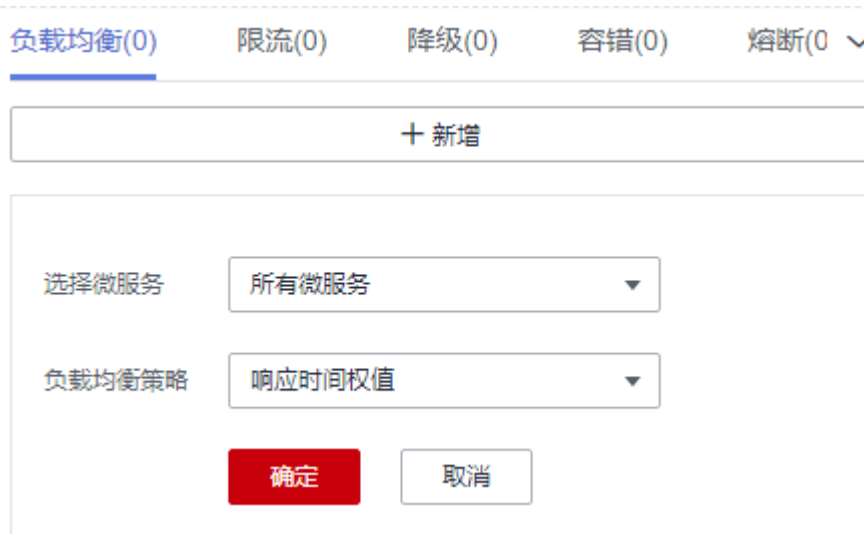 负载均衡(0) 限流(0) 降级(0) 容错(0) 熔断(0
＋ 新增
选择微服务 所有微服务
负载均衡策略 响应时间权值
确定 取消